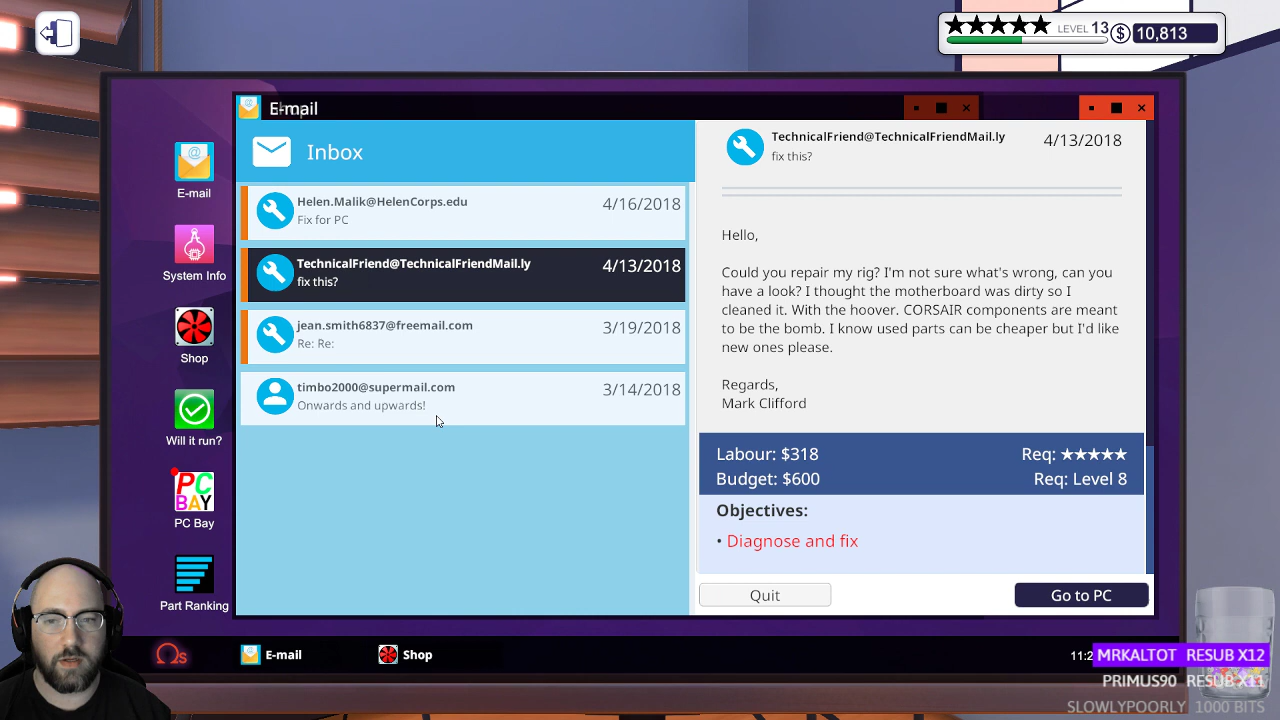 LEVEL 13 $ 10,813
E-mail
Inbox
E-mail
System Info
Shop
Will it run?
PC BAY
PC Bay
Part Ranking
Helen.Malik@HelenCorps.edu 4/16/2018
Fix for PC
TechnicalFriend@TechnicalFriendMail.ly 4/13/2018
fix this?
jean.smith6837@freemail.com 3/19/2018
Re: Re:
timbo2000@supermail.com 3/14/2018
Onwards and upwards!
TechnicalFriend@TechnicalFriendMail.ly 4/13/2018
fix this?
Hello,
Could you repair my rig? I'm not sure what's wrong, can you
have a look? I thought the motherboard was dirty so I
cleaned it. With the hoover. CORSAIR components are meant
to be the bomb. I know used parts can be cheaper but I'd like
new ones please.
Regards,
Mark Clifford
Labour: $318 Req: ★★★★★
Budget: $600 Req: Level 8
Objectives:
• Diagnose and fix
Quit Go to PC
E-mail Shop 11:2
MRKALTOT RESUB X12
PRIMUS90 RESUB X11
SLOWLYPOORLY 1000 BITS